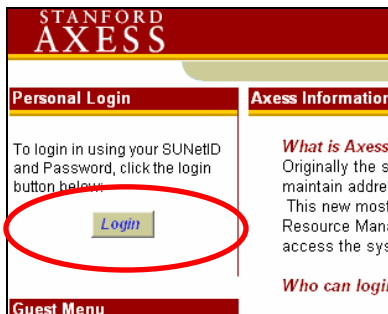 STANFORD
AXESS
Personal Login
To login in using your SUNetID
and Password, click the login
button below:
Login
Guest Menu
Axess Information
What is Axess
Originally the s
maintain addre
This new most
Resource Mana
access the sys
Who can login